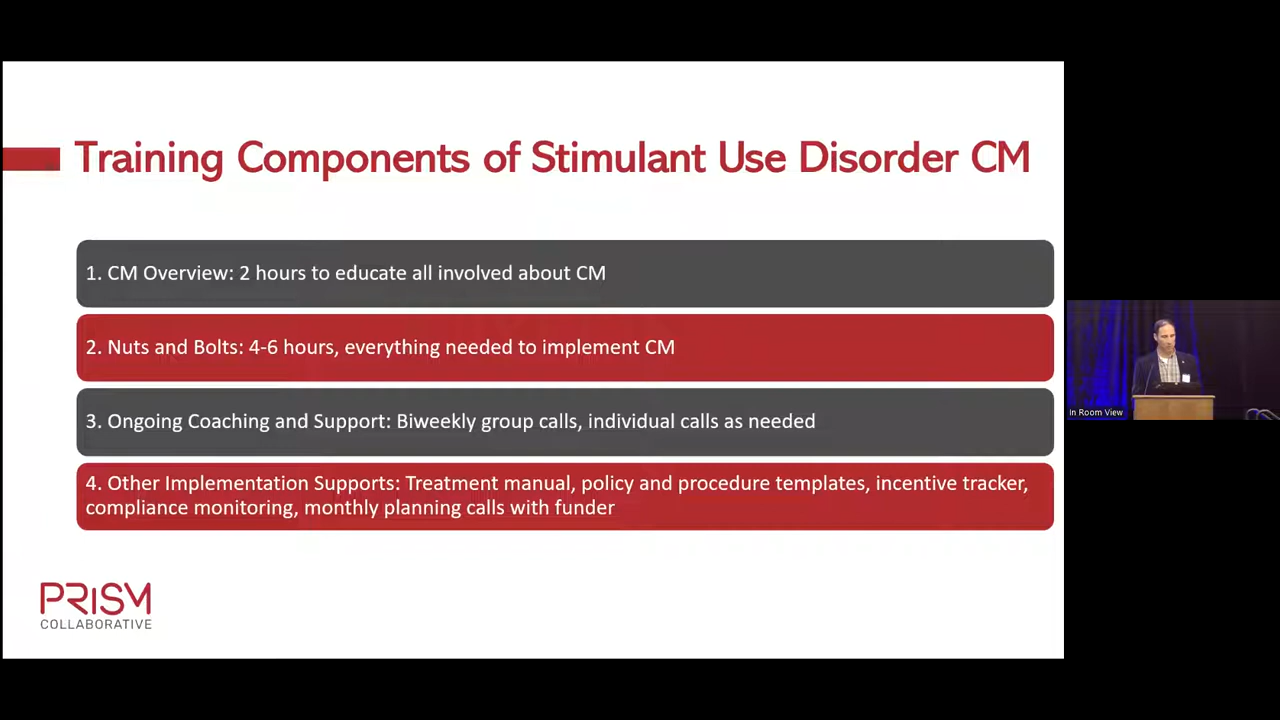 Training Components of Stimulant Use Disorder CM
1. CM Overview: 2 hours to educate all involved about CM
2. Nuts and Bolts: 4-6 hours, everything needed to implement CM
3. Ongoing Coaching and Support: Biweekly group calls, individual calls as needed
4. Other Implementation Supports: Treatment manual, policy and procedure templates, incentive tracker,
compliance monitoring, monthly planning calls with funder
PRISM
COLLABORATIVE
In Room View